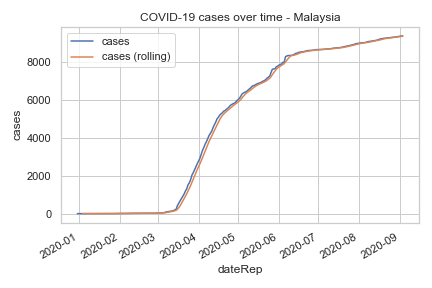 COVID-19 cases over time - Malaysia
cases
cases (rolling)
cases
8000
6000
4000
2000
0
2020-01
2020-02
2020-03
2020-04
2020-05
2020-06
2020-07
2020-08
2020-09
dateRep